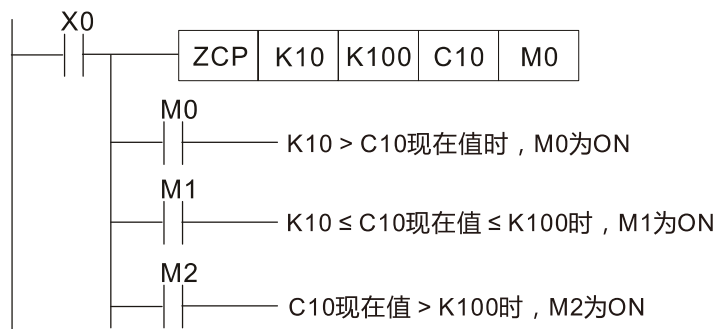 X0
ZCP K10 K100 C10 M0
M0
K10 > C10现在值时，M0为ON
M1
K10 ≤ C10现在值 ≤ K100时，M1为ON
M2
C10现在值 > K100时，M2为ON